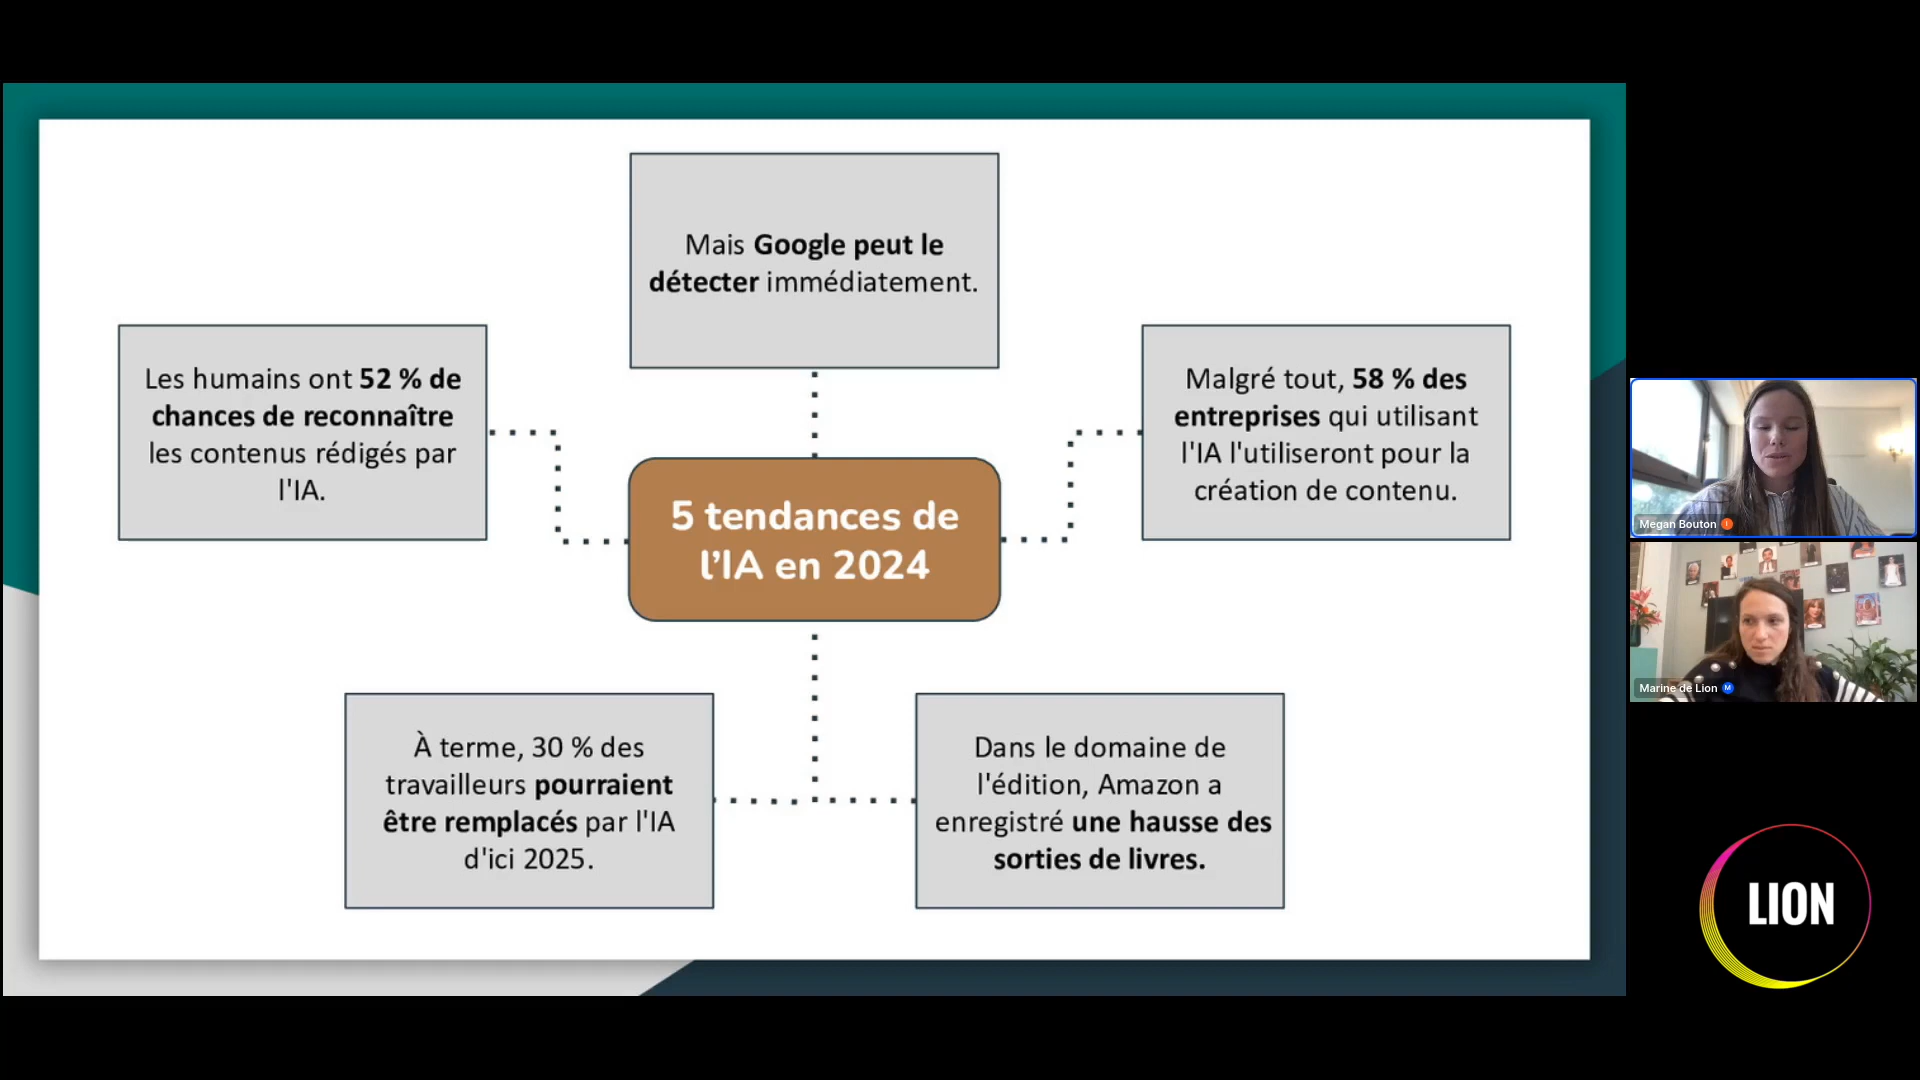 Mais Google peut le
détecter immédiatement.
Les humains ont 52 % de
chances de reconnaître
les contenus rédigés par
l'IA.
Malgré tout, 58 % des
entreprises qui utilisant
l'IA l'utiliseront pour la
création de contenu.
5 tendances de
l’IA en 2024
À terme, 30 % des
travailleurs pourraient
être remplacés par l'IA
d'ici 2025.
Dans le domaine de
l'édition, Amazon a
enregistré une hausse des
sorties de livres.
Megan Bouton
Marine de Lion M
LION